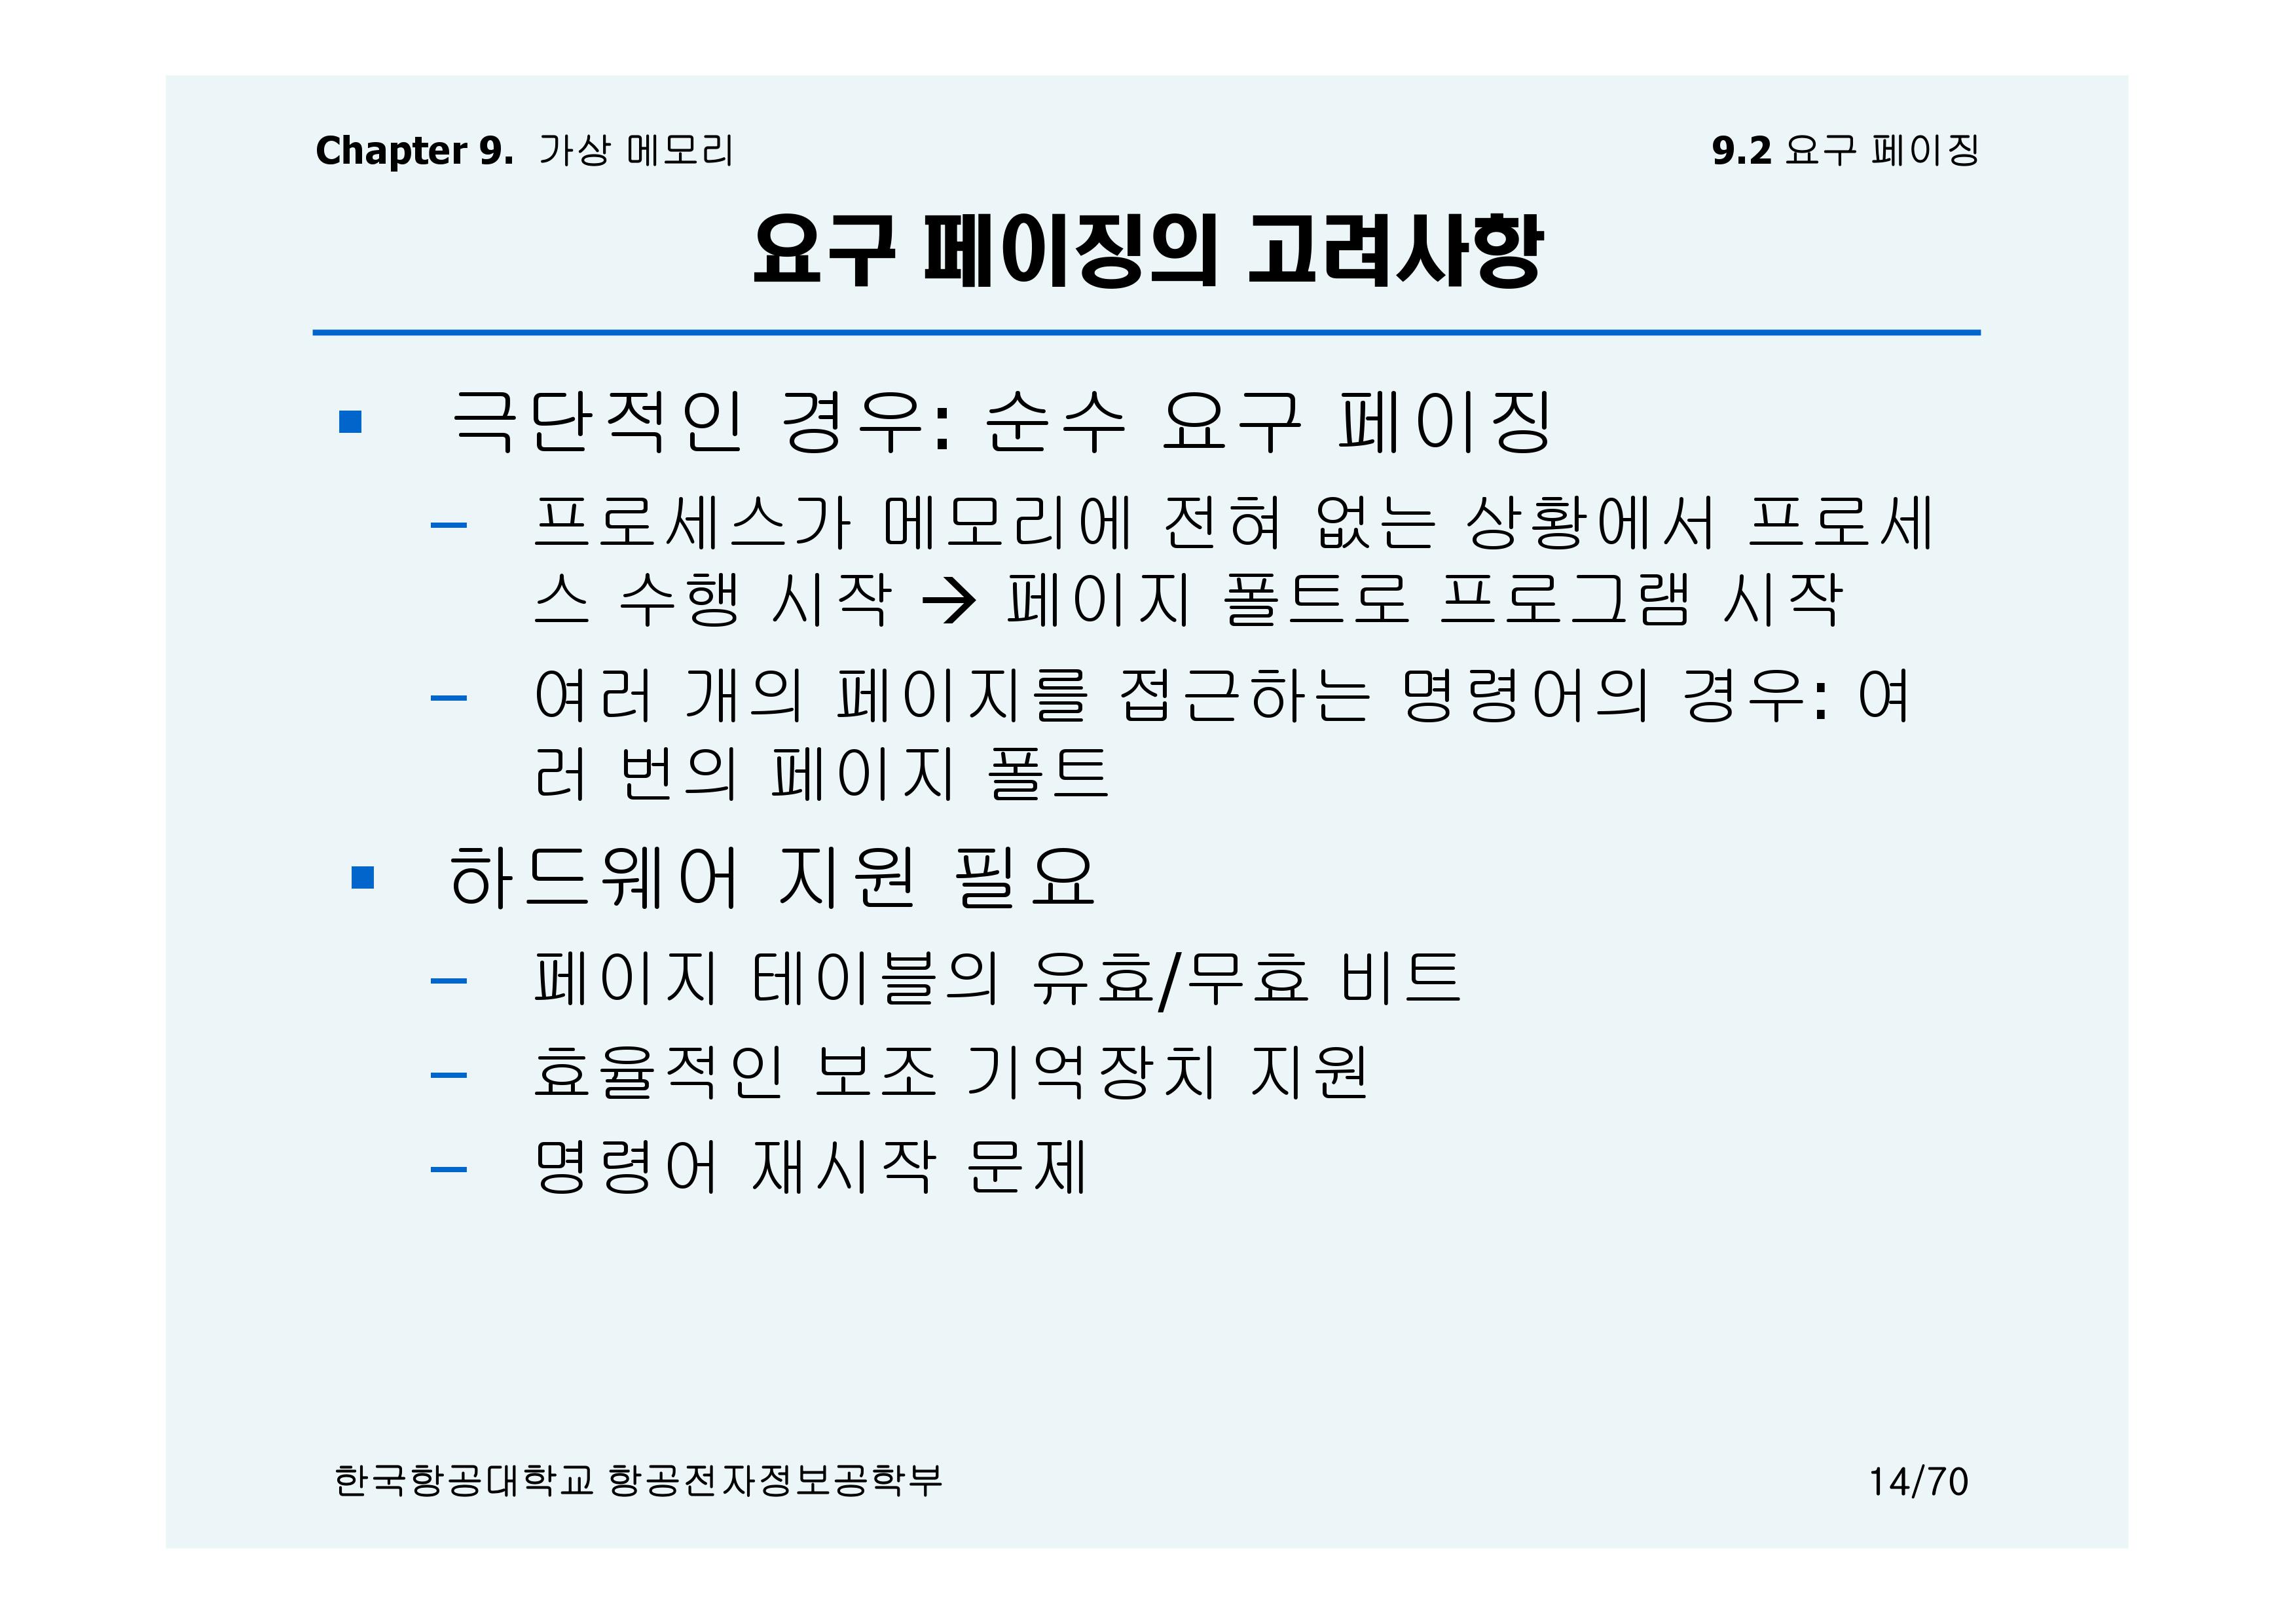 Chapter 9. 가상 메모리
9.2 요구 페이징
요구 페이징의 고려사항
■ 극단적인 경우: 순수 요구 페이징
– 프로세스가 메모리에 전혀 없는 상황에서 프로세
스 수행 시작 → 페이지 폴트로 프로그램 시작
– 여러 개의 페이지를 접근하는 명령어의 경우: 여
러 번의 페이지 폴트
■ 하드웨어 지원 필요
– 페이지 테이블의 유효/무효 비트
– 효율적인 보조 기억장치 지원
– 명령어 재시작 문제
한국항공대학교 항공전자정보공학부
14/70